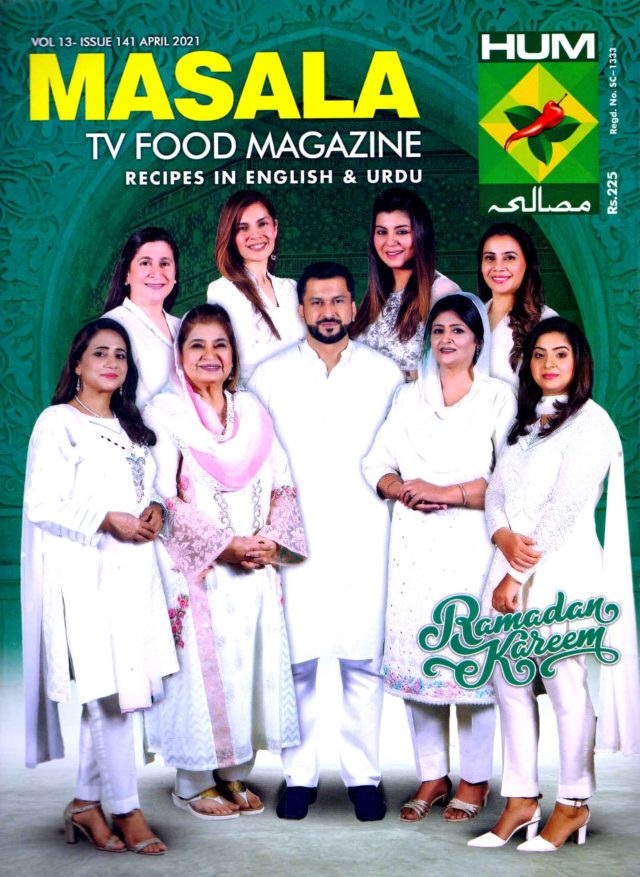 VOL 13- ISSUE 141 APRIL 2021
MASALA
TV FOOD MAGAZINE
RECIPES IN ENGLISH & URDU
HUM
مصالحہ
Regd. No. SC-1333
Rs.225
Ramadan
Kareem